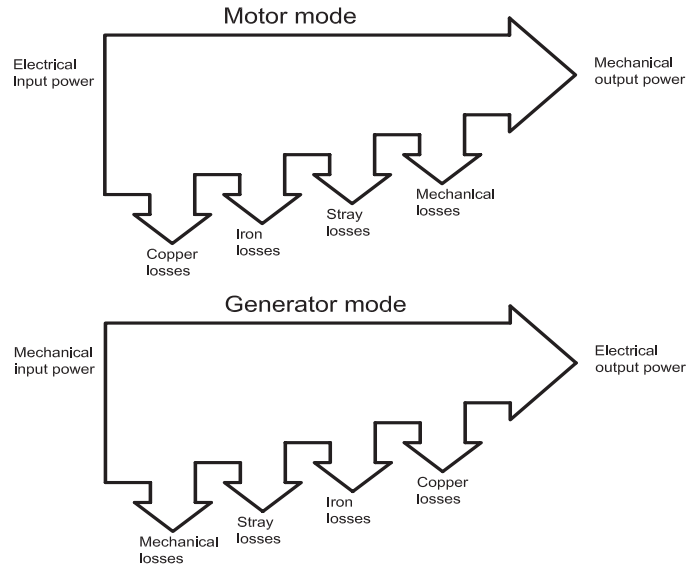 Motor mode
Electrical
Input power
Mechanical
output power
Copper
losses
Iron
losses
Stray
losses
Mechanical
losses
Generator mode
Mechanical
input power
Electrical
output power
Mechanical
losses
Stray
losses
Iron
losses
Copper
losses